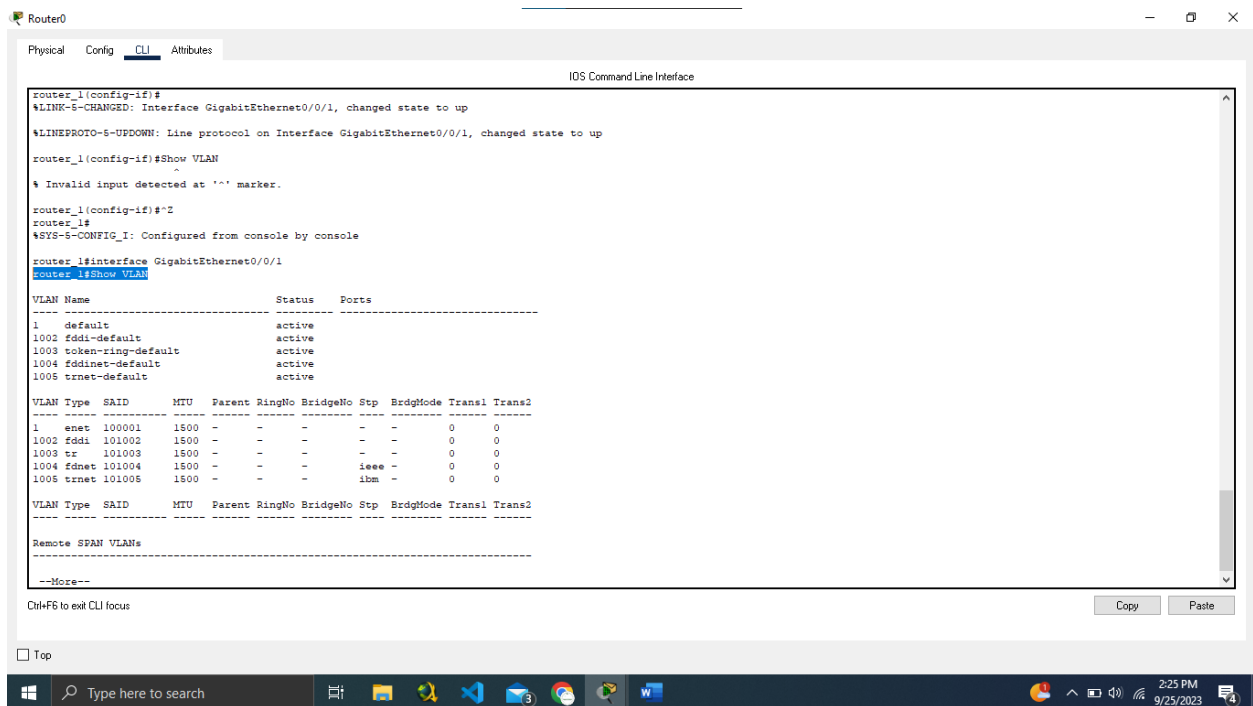 Router0
Physical Config CLI Attributes
IOS Command Line Interface
router_1(config-if)#
%LINK-5-CHANGED: Interface GigabitEthernet0/0/1, changed state to up
%LINEPROTO-5-UPDOWN: Line protocol on Interface GigabitEthernet0/0/1, changed state to up
router_1(config-if)#Show VLAN
^
% Invalid input detected at '^' marker.
router_1(config-if)#^Z
router_1#
%SYS-5-CONFIG_I: Configured from console by console
router_1#interface GigabitEthernet0/0/1
router_1#Show VLAN
VLAN Name Status Ports
---- -------------------------------- --------- -------------------------------
1 default active
1002 fddi-default active
1003 token-ring-default active
1004 fddinet-default active
1005 trnet-default active
VLAN Type SAID MTU Parent RingNo BridgeNo Stp BrdgMode Trans1 Trans2
---- ----- ---------- ----- ------ ------ -------- ---- -------- ------ ------
1 enet 100001 1500 - - - - - 0 0
1002 fddi 101002 1500 - - - - - 0 0
1003 tr 101003 1500 - - - - - 0 0
1004 fdnet 101004 1500 - - - ieee - 0 0
1005 trnet 101005 1500 - - - ibm - 0 0
VLAN Type SAID MTU Parent RingNo BridgeNo Stp BrdgMode Trans1 Trans2
---- ----- ---------- ----- ------ ------ -------- ---- -------- ------ ------
Remote SPAN VLANs
------------------------------------------------------------------------------
--More--
Ctrl+F6 to exit CLI focus
Copy Paste
Top
Type here to search
3
W
1
2:25 PM
9/25/2023
4